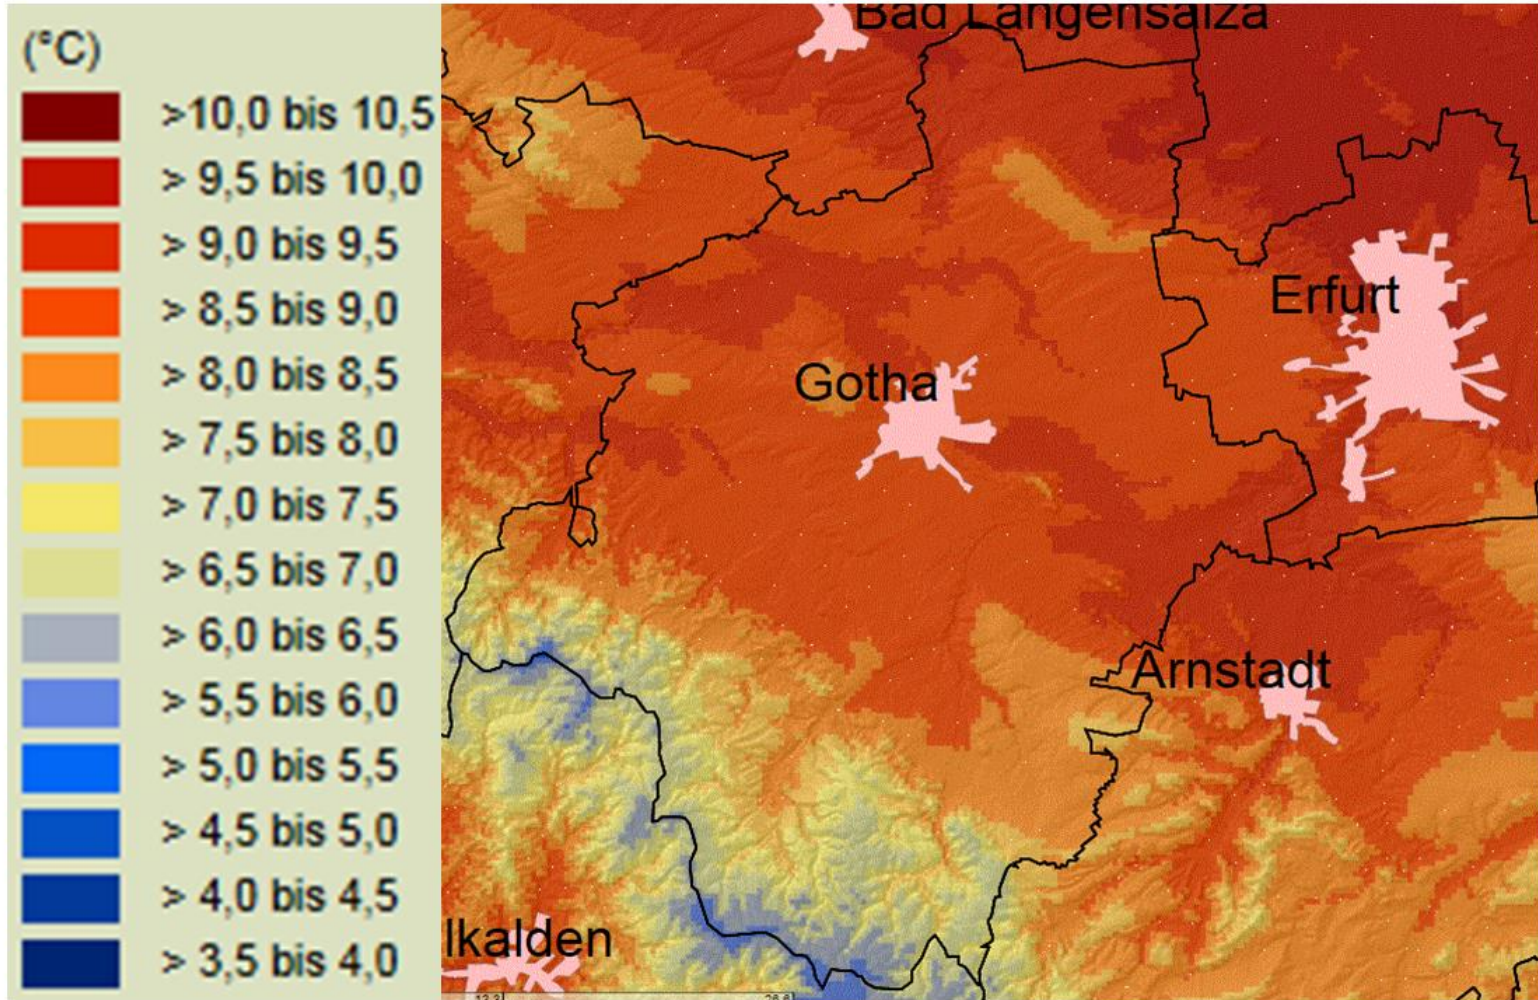 (°C)
>10,0 bis 10,5
> 9,5 bis 10,0
> 9,0 bis 9,5
> 8,5 bis 9,0
> 8,0 bis 8,5
> 7,5 bis 8,0
> 7,0 bis 7,5
> 6,5 bis 7,0
> 6,0 bis 6,5
> 5,5 bis 6,0
> 5,0 bis 5,5
> 4,5 bis 5,0
> 4,0 bis 4,5
> 3,5 bis 4,0
Bad Langensalza
Erfurt
Gotha
Arnstadt
lkalden